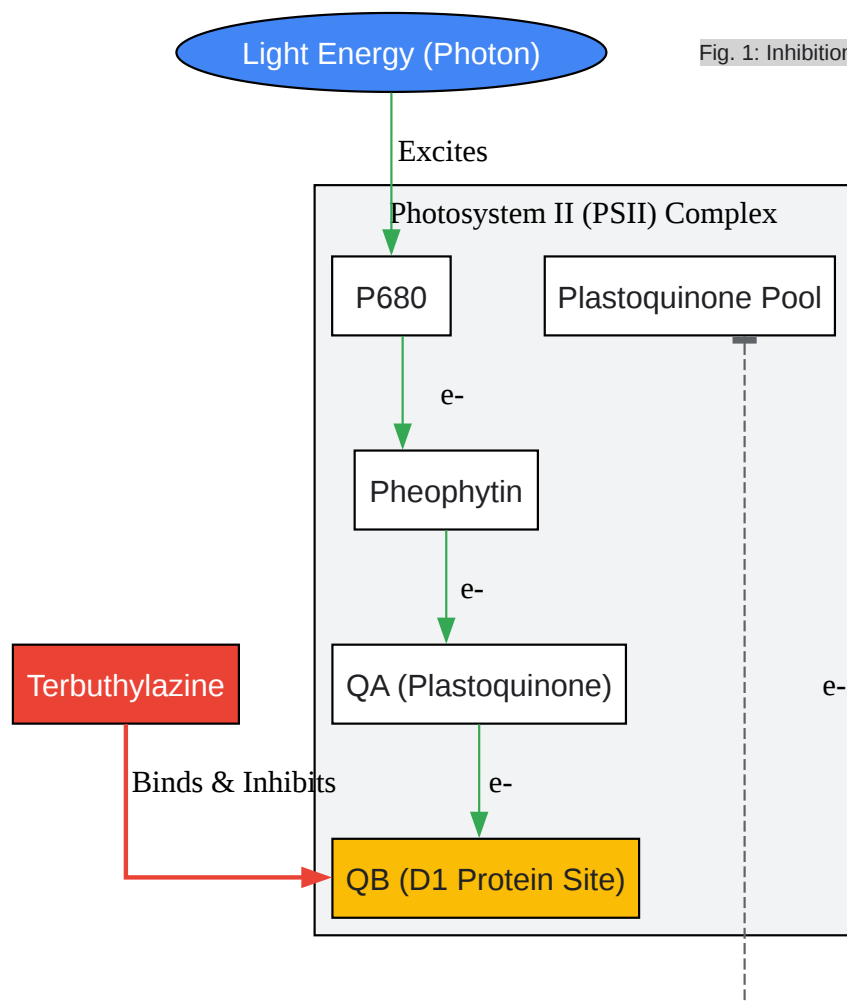 Light Energy (Photon)
Fig. 1: Inhibition
Excites
Photosystem II (PSII) Complex
P680
Plastoquinone Pool
e-
Pheophytin
e-
Terbuthylazine
QA (Plastoquinone)
e-
Binds & Inhibits
e-
QB (D1 Protein Site)